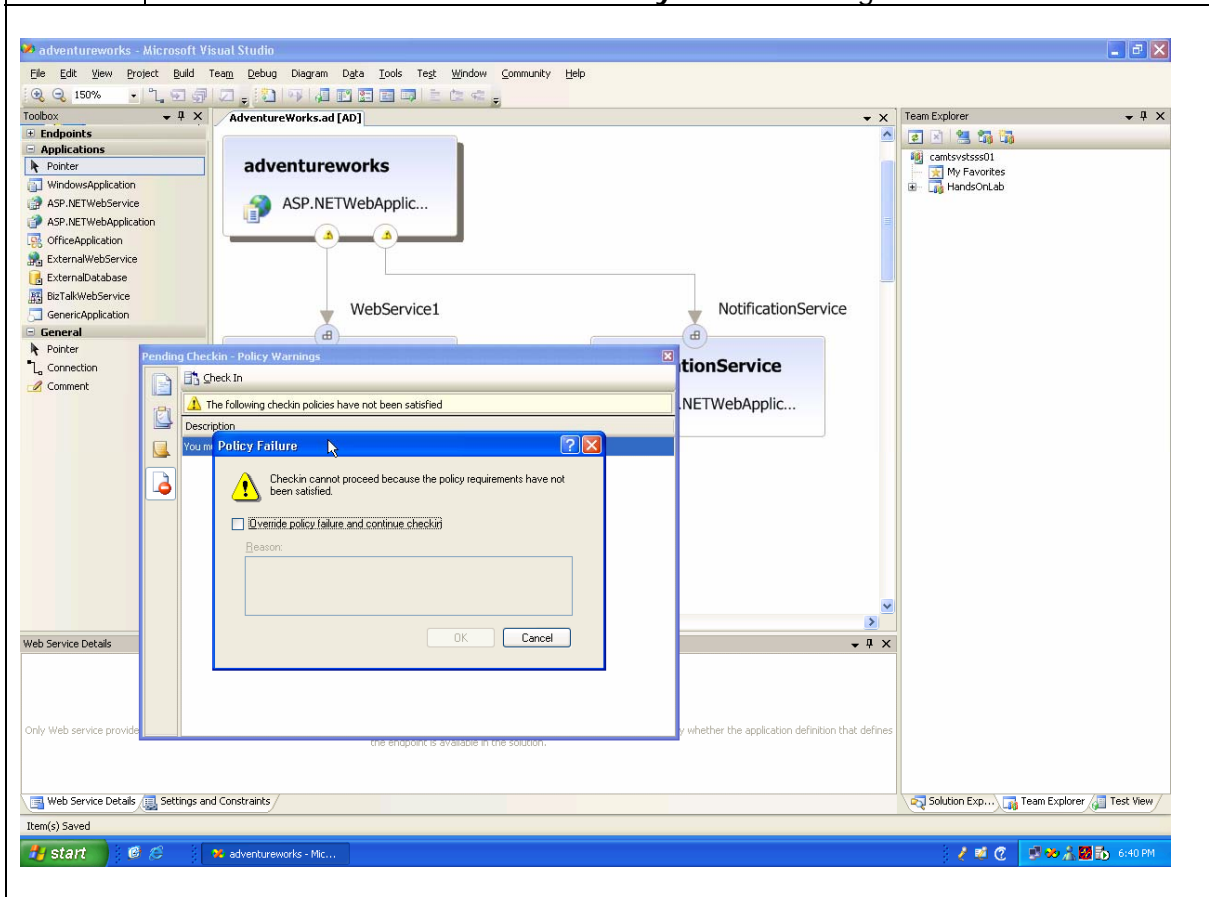 adventureworks - Microsoft Visual Studio
File Edit View Project Build Team Debug Diagram Data Tools Test Window Community Help
150%
Toolbox
Endpoints
Applications
Pointer
WindowsApplication
ASP.NETWebService
ASP.NETWebApplication
OfficeApplication
ExternalWebService
ExternalDatabase
BizTalkWebService
GenericApplication
General
Pointer
Connection
Comment
AdventureWorks.ad [AD]
adventureworks
ASP.NETWebApplic...
WebService1
NotificationService
tionService
.NETWebApplic...
Team Explorer
camtsvstsss01
My Favorites
HandsOnLab
Pending Checkin - Policy Warnings
Check In
The following checkin policies have not been satisfied
Description
You m
Policy Failure
Checkin cannot proceed because the policy requirements have not
been satisfied.
Override policy failure and continue checkin
Reason:
OK Cancel
Web Service Details
Only Web service provide
y whether the application definition that defines
the endpoint is available in the solution.
Web Service Details Settings and Constraints
Solution Exp... Team Explorer Test View
Item(s) Saved
start adventureworks - Mic... 6:40 PM